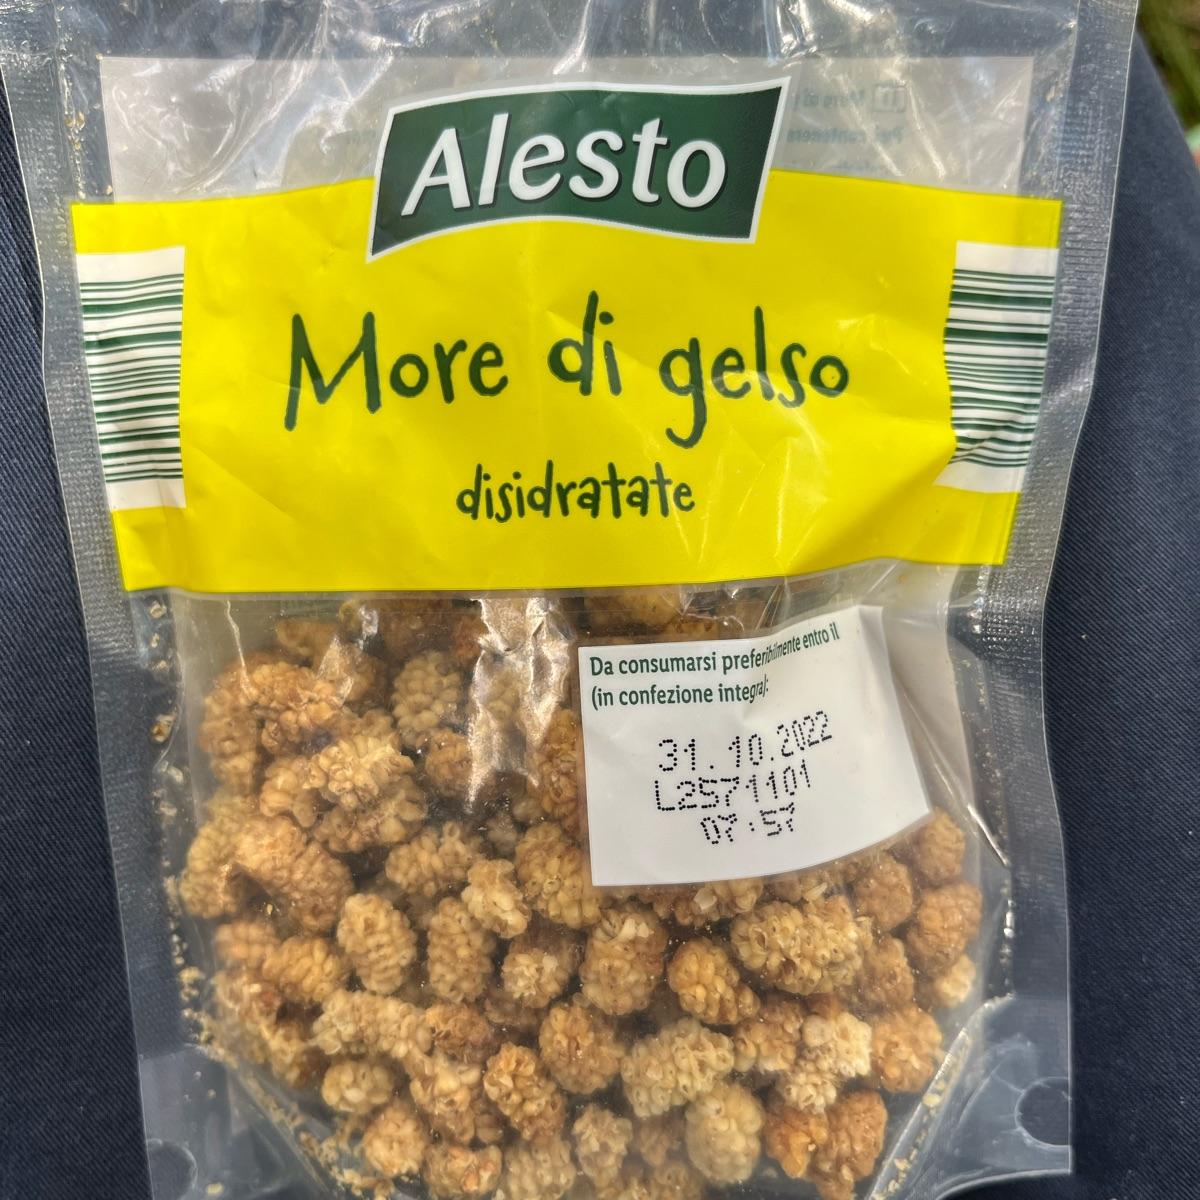 Alesto
More di gelso
disidratate
Da consumarsi preferibilmente entro il
(in confezione integra):
31.10.2022
L2571101
07:57